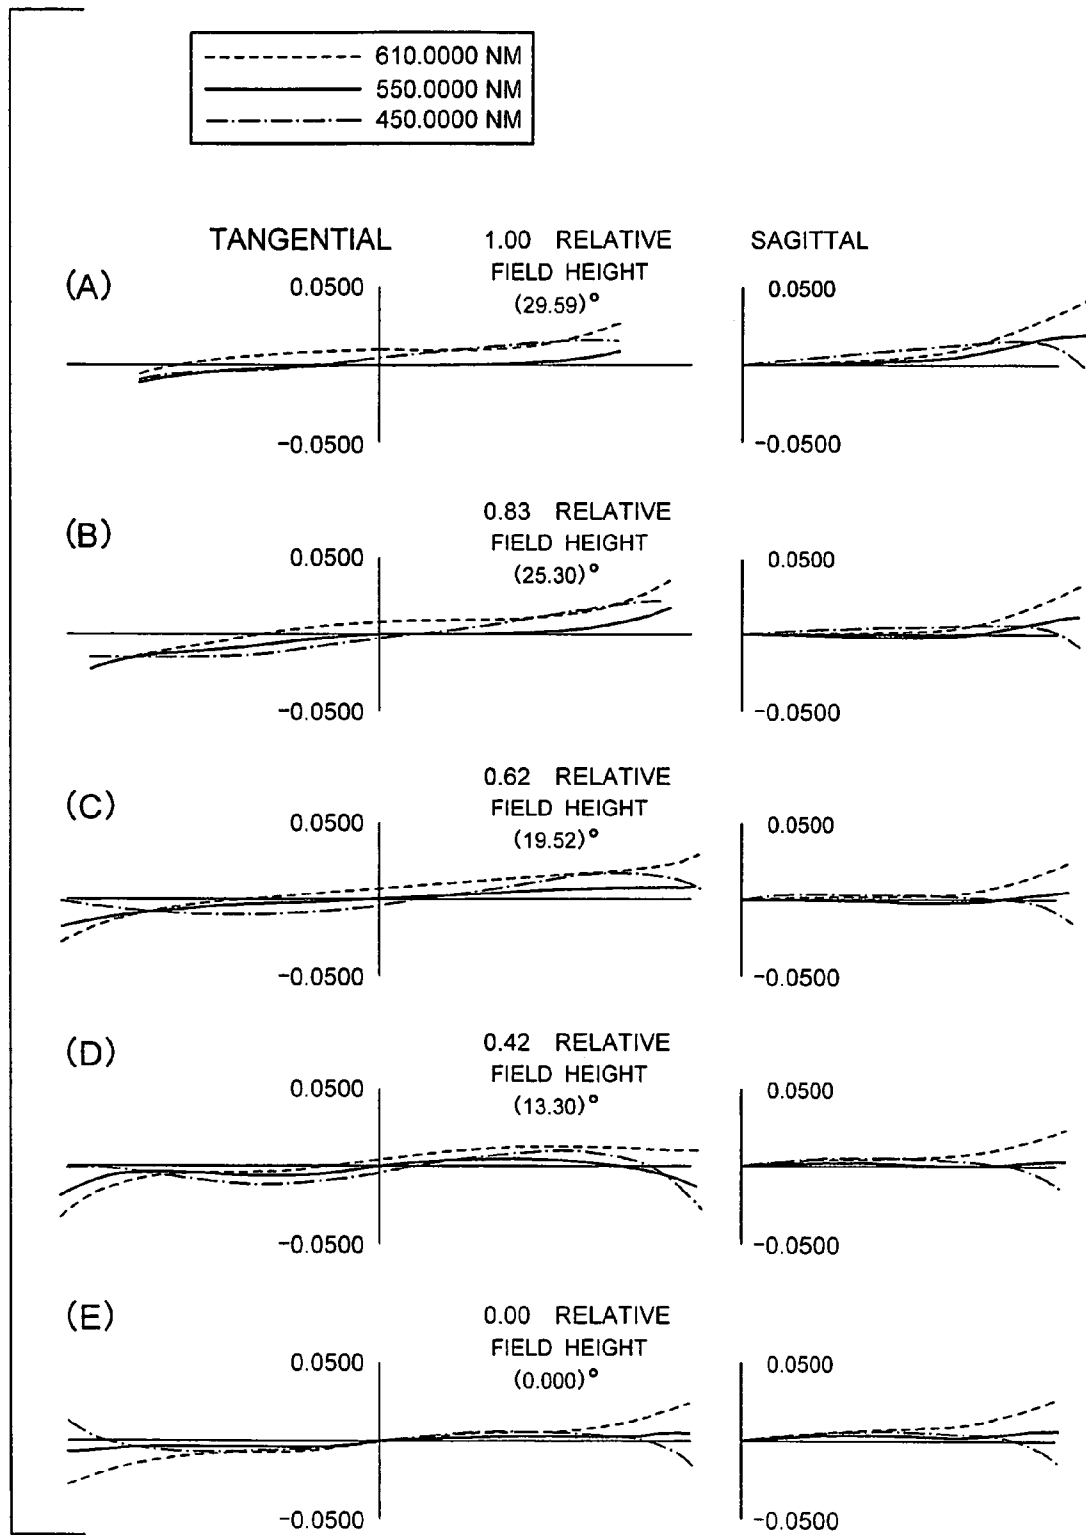 610.0000 NM
550.0000 NM
450.0000 NM
TANGENTIAL
1.00 RELATIVE
FIELD HEIGHT
(29.59)°
SAGITTAL
(A)
0.0500
-0.0500
0.0500
-0.0500
(B)
0.83 RELATIVE
FIELD HEIGHT
(25.30)°
0.0500
-0.0500
0.0500
-0.0500
(C)
0.62 RELATIVE
FIELD HEIGHT
(19.52)°
0.0500
-0.0500
0.0500
-0.0500
(D)
0.42 RELATIVE
FIELD HEIGHT
(13.30)°
0.0500
-0.0500
0.0500
-0.0500
(E)
0.00 RELATIVE
FIELD HEIGHT
(0.000)°
0.0500
-0.0500
0.0500
-0.0500